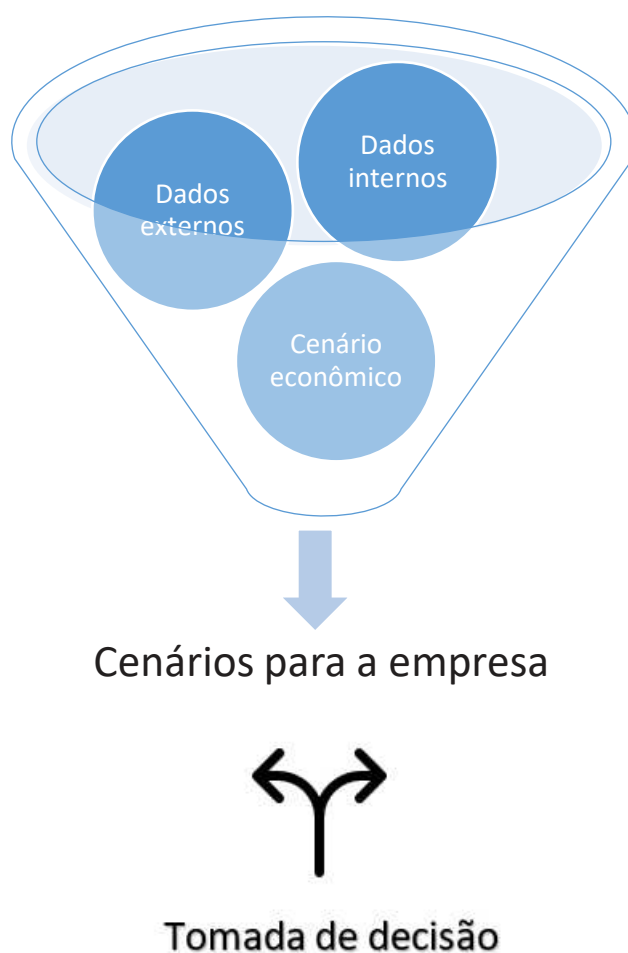 Dados
internos
Dados
externos
Cenário
econômico
Cenários para a empresa
Tomada de decisão